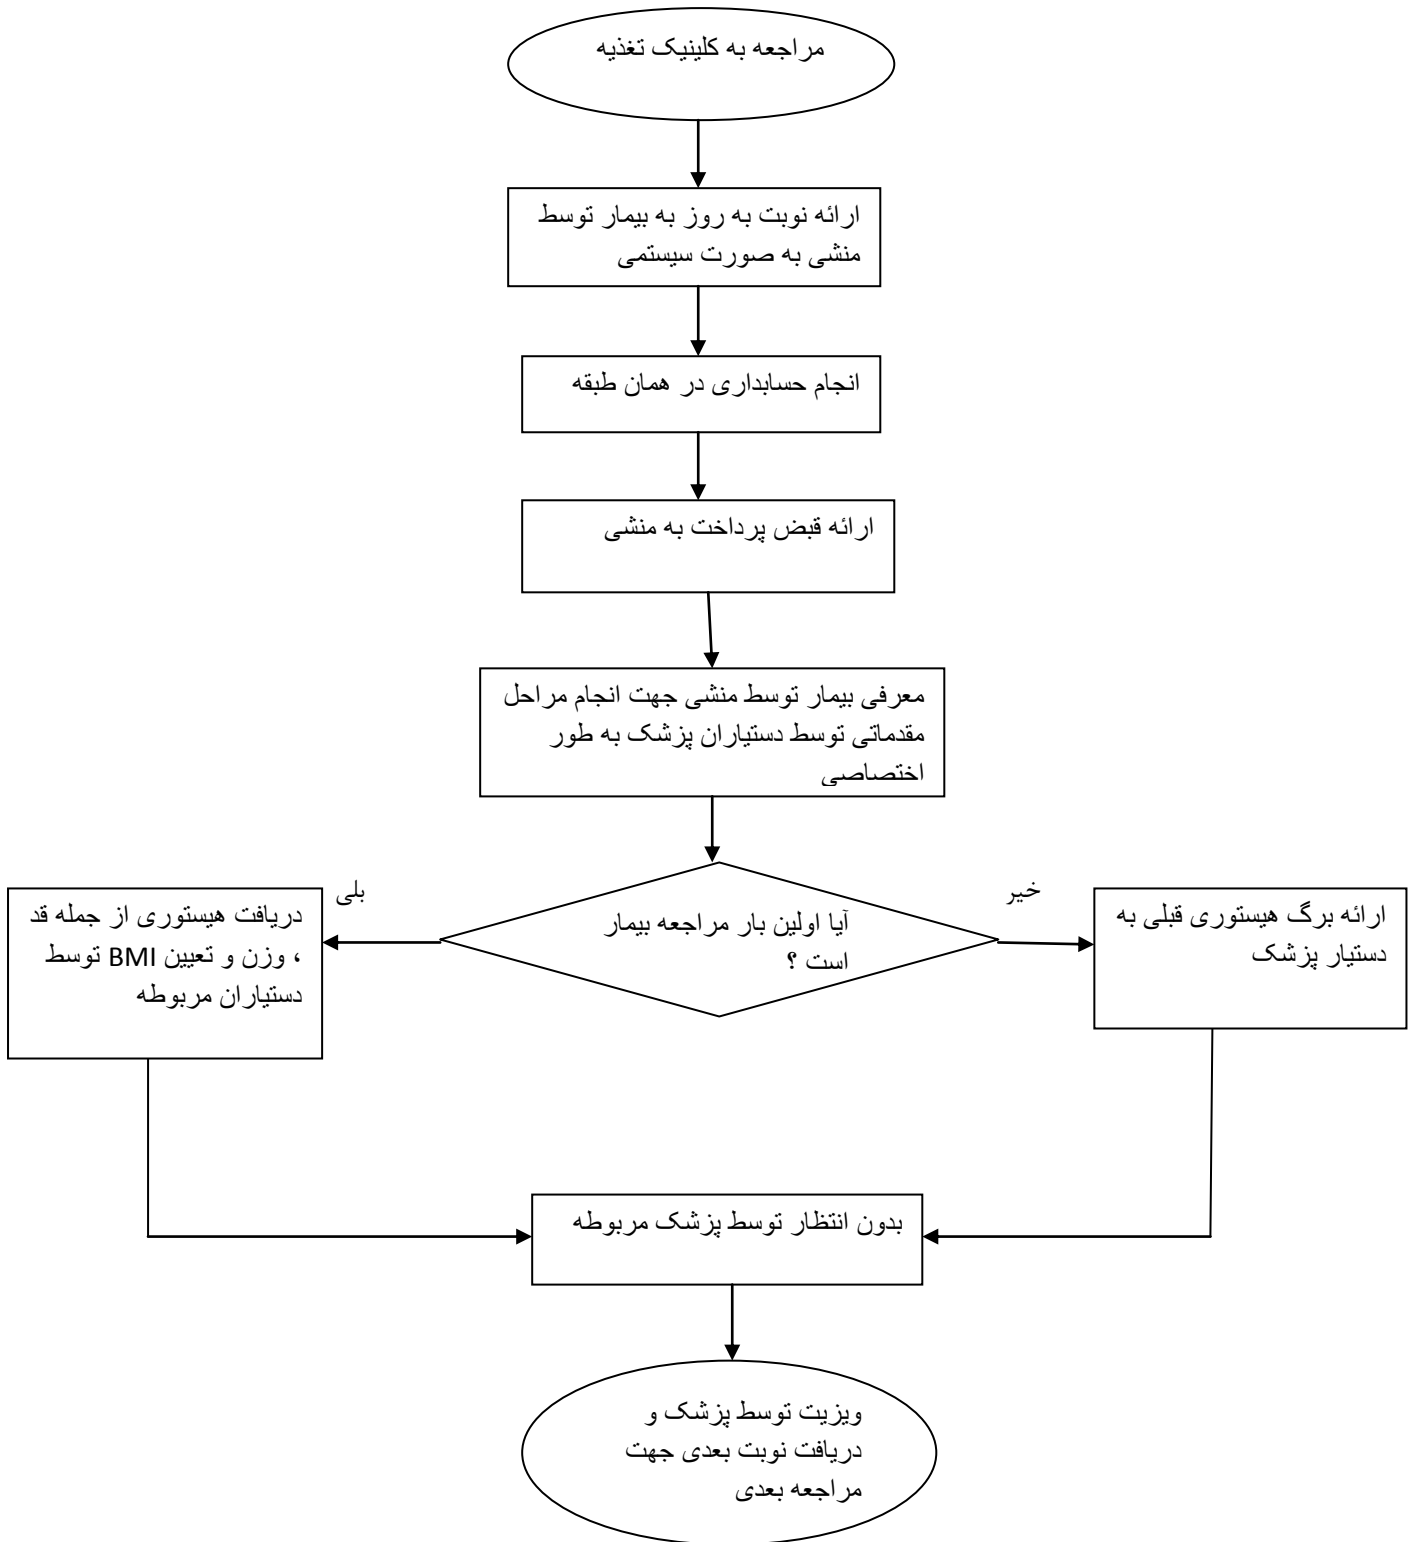 مراجعه به کلینیک تغذیه
ارائه نوبت به روز به بیمار توسط
منشی به صورت سیستمی
انجام حسابداری در همان طبقه
ارائه قبض پرداخت به منشی
معرفی بیمار توسط منشی جهت انجام مراحل
مقدماتی توسط دستیاران پزشک به طور
اختصاصی
آیا اولین بار مراجعه بیمار
است ؟
خیر
ارائه برگ هیستوری قبلی به
دستیار پزشک
بلی
دریافت هیستوری از جمله قد
، وزن و تعیین BMI توسط
دستیاران مربوطه
بدون انتظار توسط پزشک مربوطه
ویزیت توسط پزشک و
دریافت نوبت بعدی جهت
مراجعه بعدی